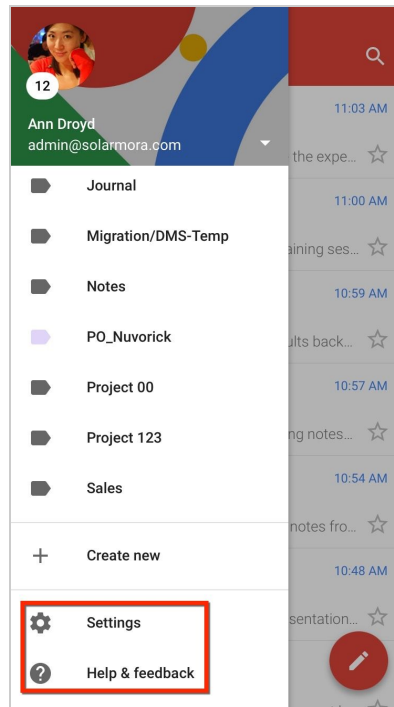 12
Ann Droyd
admin@solarmora.com
Journal
Migration/DMS-Temp
Notes
PO_Nuvorick
Project 00
Project 123
Sales
Create new
Settings
Help & feedback
11:03 AM
the expe...
11:00 AM
aining ses...
10:59 AM
ults back...
10:57 AM
ng notes...
10:54 AM
notes fro...
10:48 AM
sentation...